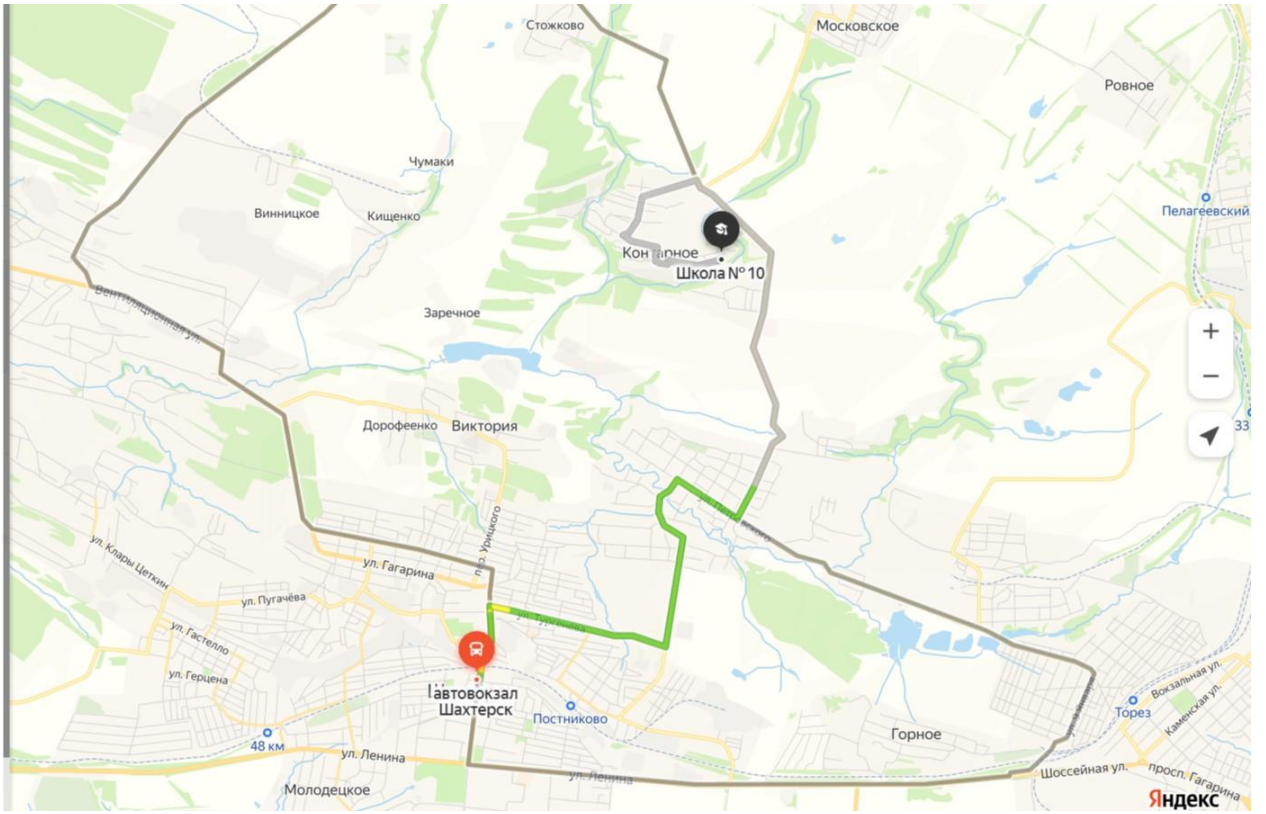 Стожково
Московское
Ровное
Чумаки
Пелагеевский
Винницкое
Кищенко
Школа № 10
Вентиляционная ул.
Заречное
+
−
33
Дорофеенко
Виктория
пер. Урицкого
ул. Клары Цеткин
ул. Гагарина
ул. Пугачёва
ул. Тургенева
ул. Гастелло
ул. Герцена
автовокзал
Шахтерск
Постниково
Вокзальная ул.
Каменская ул.
Торез
Горное
48 км
ул. Ленина
ул. Ленина
Шоссейная ул.
просп. Гагарина
Молодецкое
Яндекс